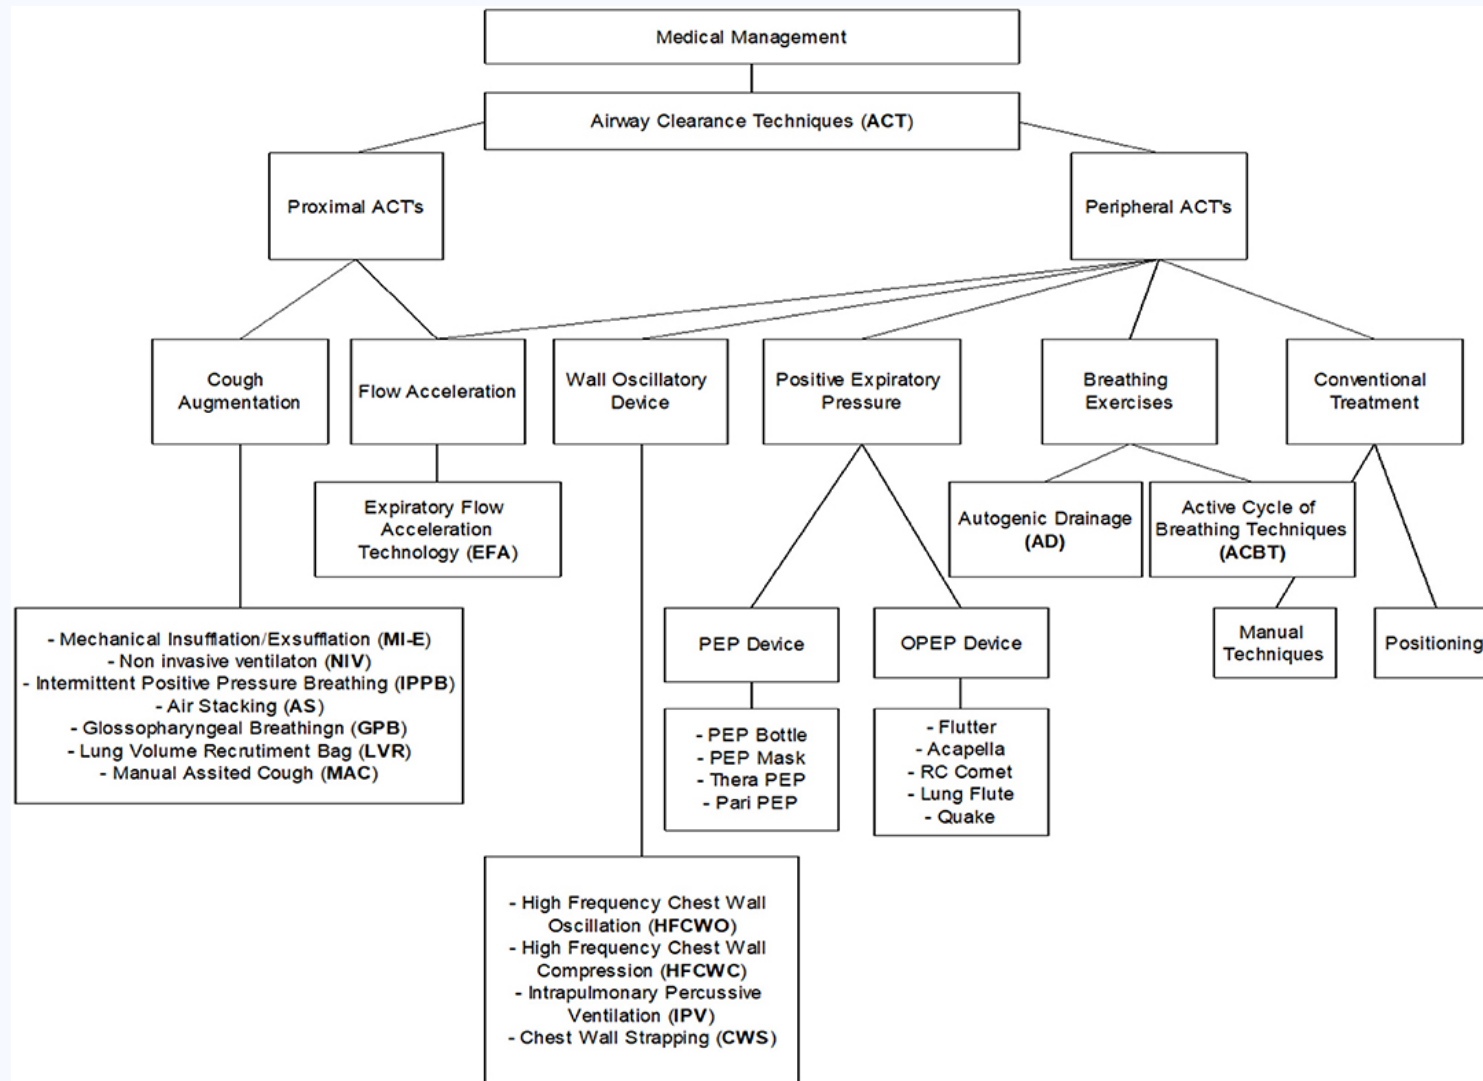 Medical Management
Airway Clearance Techniques (ACT)
Proximal ACT's
Peripheral ACT's
Cough
Augmentation
Flow Acceleration
Wall Oscillatory
Device
Positive Expiratory
Pressure
Breathing
Exercises
Conventional
Treatment
Expiratory Flow
Acceleration
Technology (EFA)
Autogenic Drainage
(AD)
Active Cycle of
Breathing Techniques
(ACBT)
- Mechanical Insufflation/Exsufflation (MI-E)
- Non invasive ventilaton (NIV)
- Intermittent Positive Pressure Breathing (IPPB)
- Air Stacking (AS)
- Glossopharyngeal Breathingn (GPB)
- Lung Volume Recrutiment Bag (LVR)
- Manual Assited Cough (MAC)
PEP Device
OPEP Device
Manual
Techniques
Positioning
- PEP Bottle
- PEP Mask
- Thera PEP
- Pari PEP
- Flutter
- Acapella
- RC Comet
- Lung Flute
- Quake
- High Frequency Chest Wall
Oscillation (HFCWO)
- High Frequency Chest Wall
Compression (HFCWC)
- Intrapulmonary Percussive
Ventilation (IPV)
- Chest Wall Strapping (CWS)